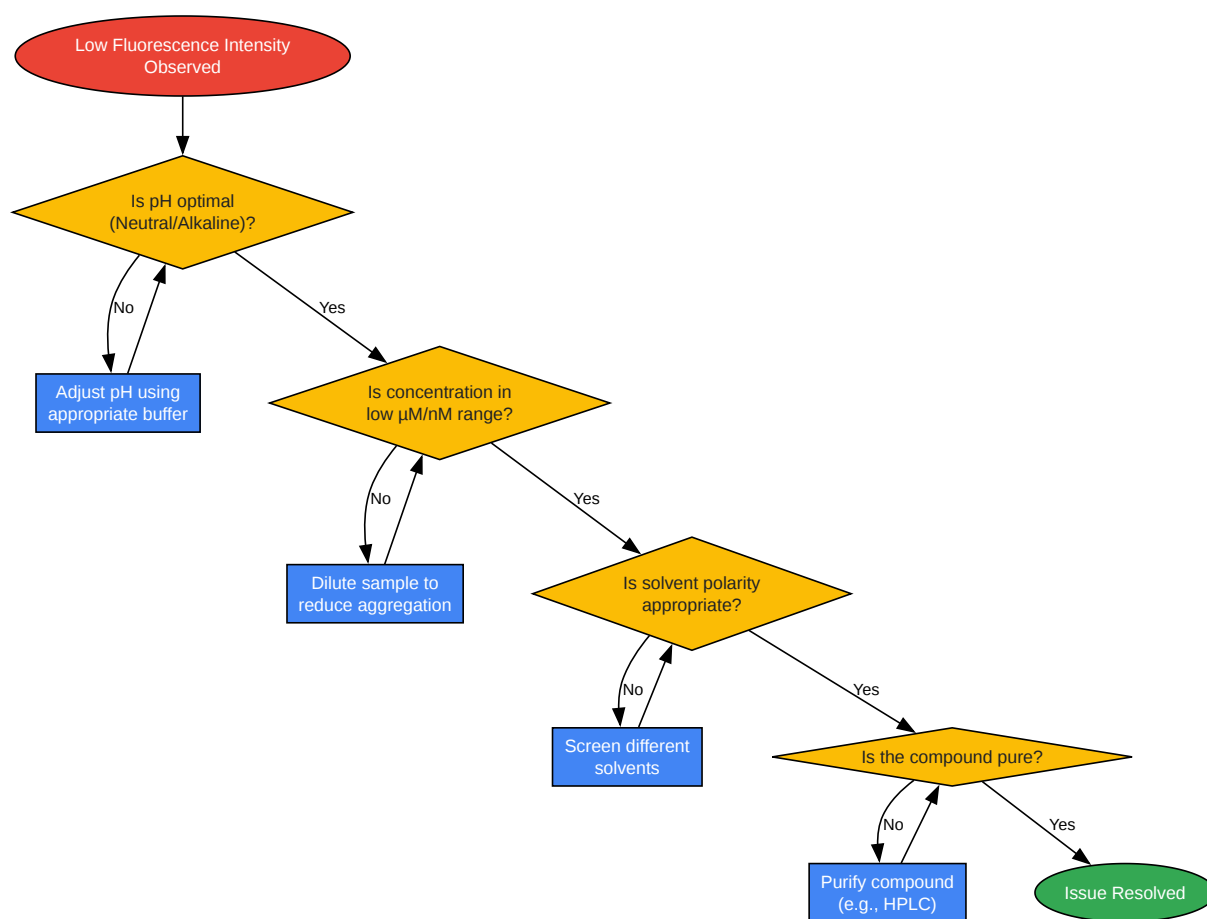 Low Fluorescence Intensity
Observed
Is pH optimal
(Neutral/Alkaline)?
No
Yes
Adjust pH using
appropriate buffer
Is concentration in
low µM/nM range?
No
Yes
Dilute sample to
reduce aggregation
Is solvent polarity
appropriate?
No
Yes
Screen different
solvents
Is the compound pure?
No
Yes
Purify compound
(e.g., HPLC)
Issue Resolved